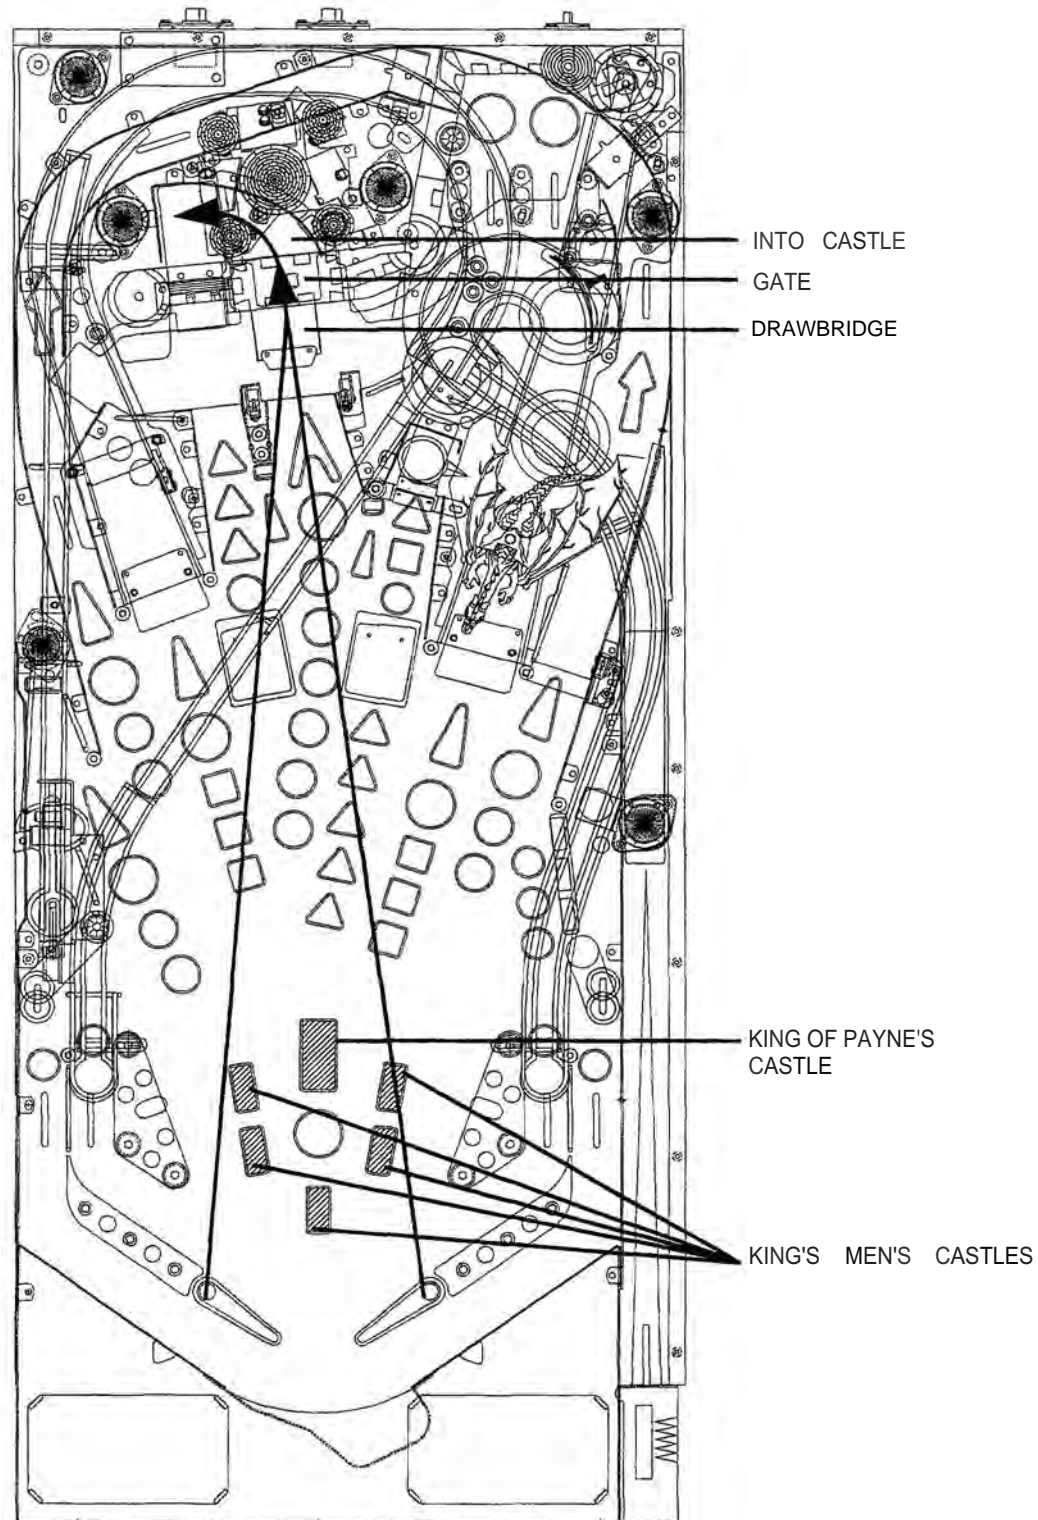 INTO CASTLE
GATE
DRAWBRIDGE
KING OF PAYNE'S
CASTLE
KING'S MEN'S CASTLES